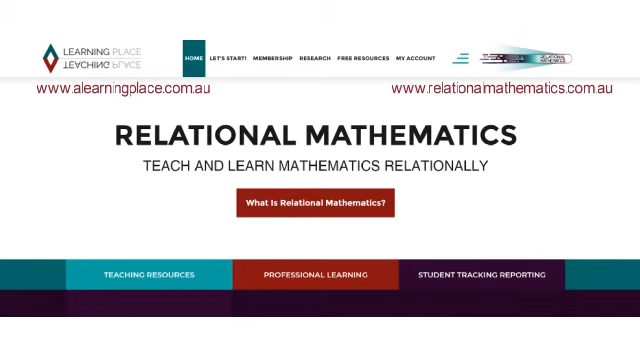 LEARNING PLACE
TEACHING PLACE
HOME LET'S START! MEMBERSHIP RESEARCH FREE RESOURCES MY ACCOUNT
RELATIONAL
MATHEMATICS
www.alearningplace.com.au www.relationalmathematics.com.au
RELATIONAL MATHEMATICS
TEACH AND LEARN MATHEMATICS RELATIONALLY
What Is Relational Mathematics?
TEACHING RESOURCES PROFESSIONAL LEARNING STUDENT TRACKING REPORTING